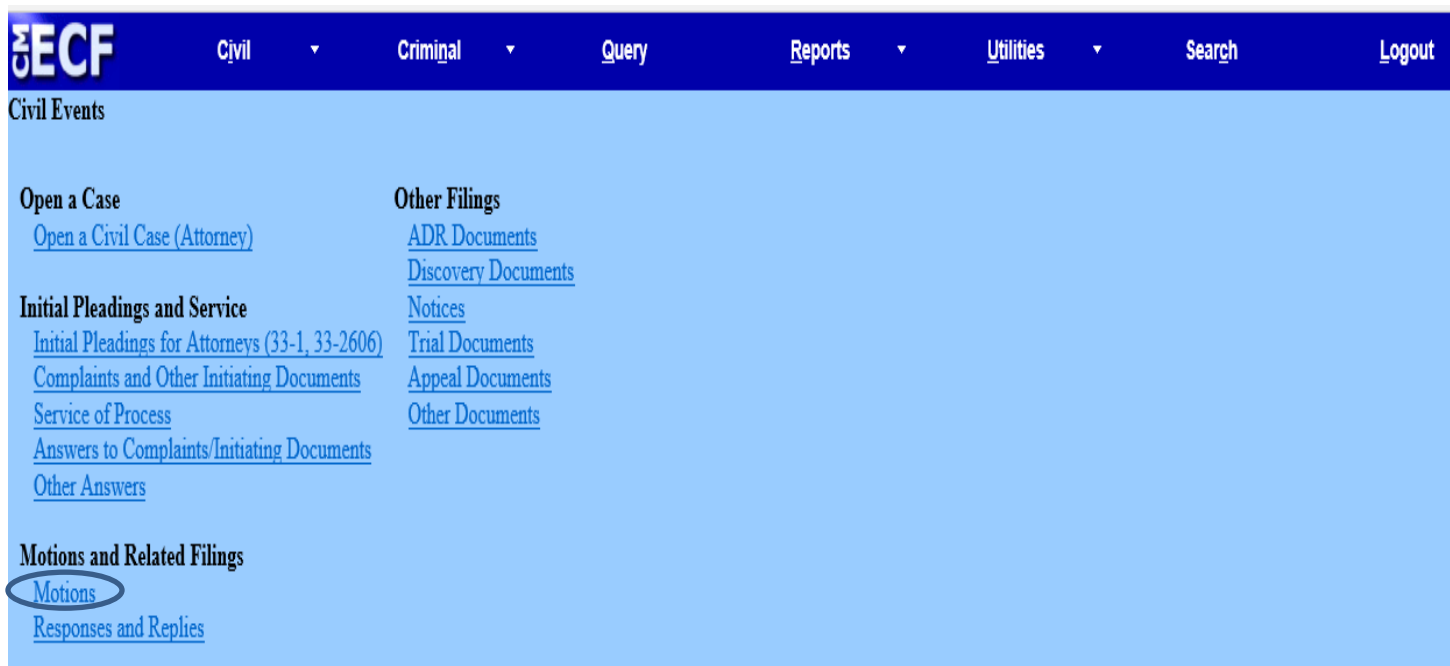 CM ECF Civil Criminal Query Reports Utilities Search Logout
Civil Events
Open a Case
Open a Civil Case (Attorney)
Initial Pleadings and Service
Initial Pleadings for Attorneys (33-1, 33-2606)
Complaints and Other Initiating Documents
Service of Process
Answers to Complaints/Initiating Documents
Other Answers
Motions and Related Filings
Motions
Responses and Replies
Other Filings
ADR Documents
Discovery Documents
Notices
Trial Documents
Appeal Documents
Other Documents